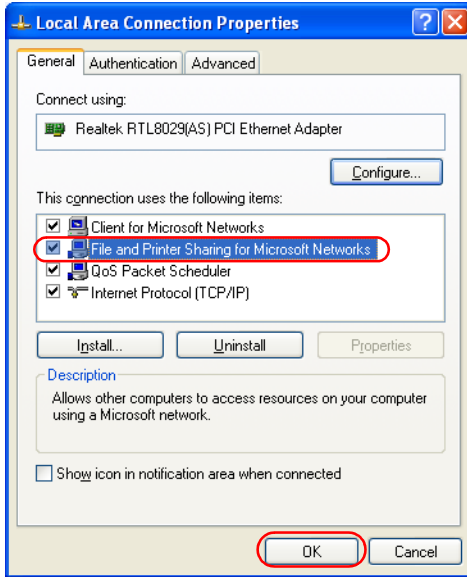 Local Area Connection Properties
General Authentication Advanced
Connect using:
Realtek RTL8029(AS) PCI Ethernet Adapter
Configure...
This connection uses the following items:
Client for Microsoft Networks
File and Printer Sharing for Microsoft Networks
QoS Packet Scheduler
Internet Protocol (TCP/IP)
Install... Uninstall Properties
Description
Allows other computers to access resources on your computer
using a Microsoft network.
Show icon in notification area when connected
OK Cancel